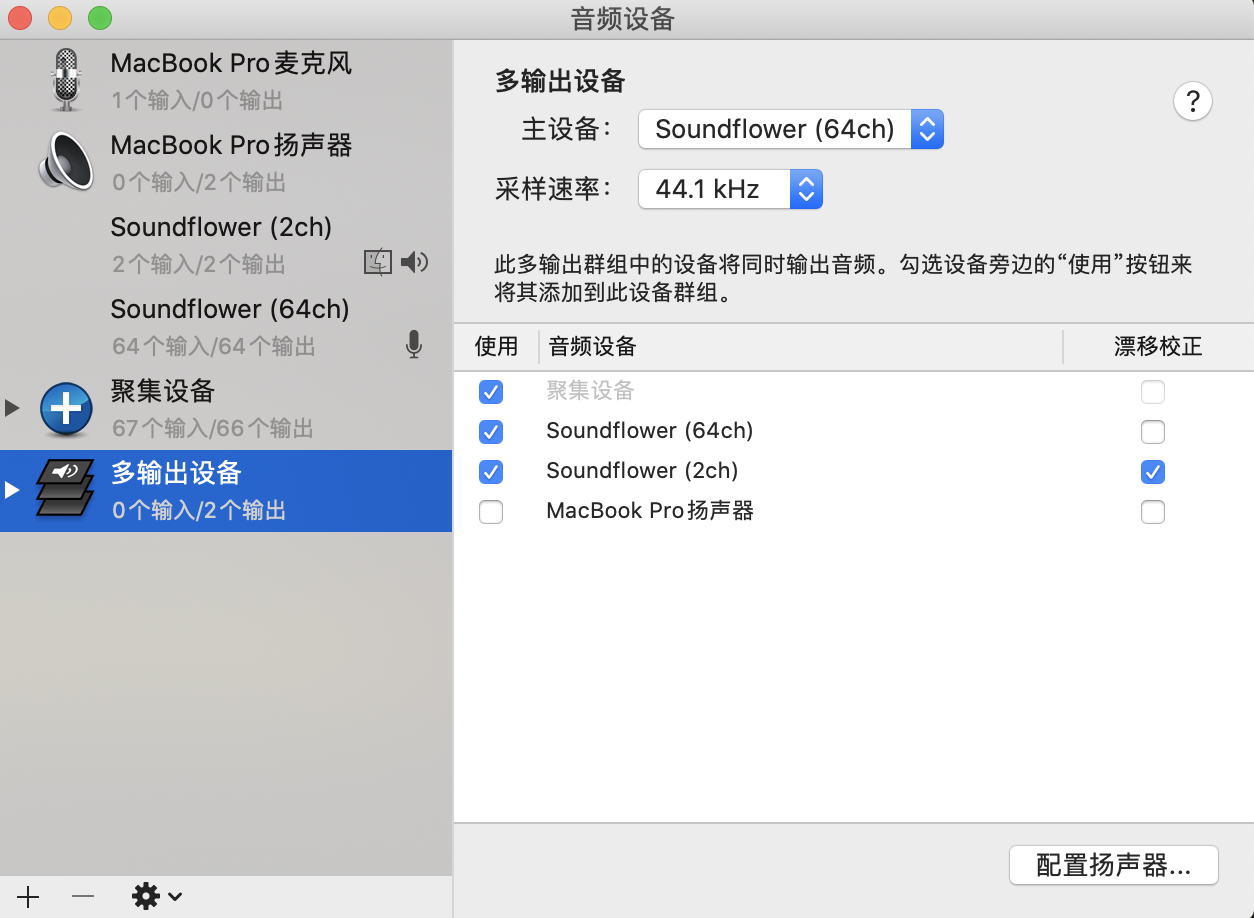 音频设备
MacBook Pro麦克风
1个输入/0个输出
MacBook Pro扬声器
0个输入/2个输出
Soundflower (2ch)
2个输入/2个输出
Soundflower (64ch)
64个输入/64个输出
聚集设备
67个输入/66个输出
多输出设备
0个输入/2个输出
多输出设备
?
主设备： Soundflower (64ch)
采样速率： 44.1 kHz
此多输出群组中的设备将同时输出音频。勾选设备旁边的“使用”按钮来
将其添加到此设备群组。
使用 音频设备 漂移校正
聚集设备
Soundflower (64ch)
Soundflower (2ch)
MacBook Pro扬声器
配置扬声器...